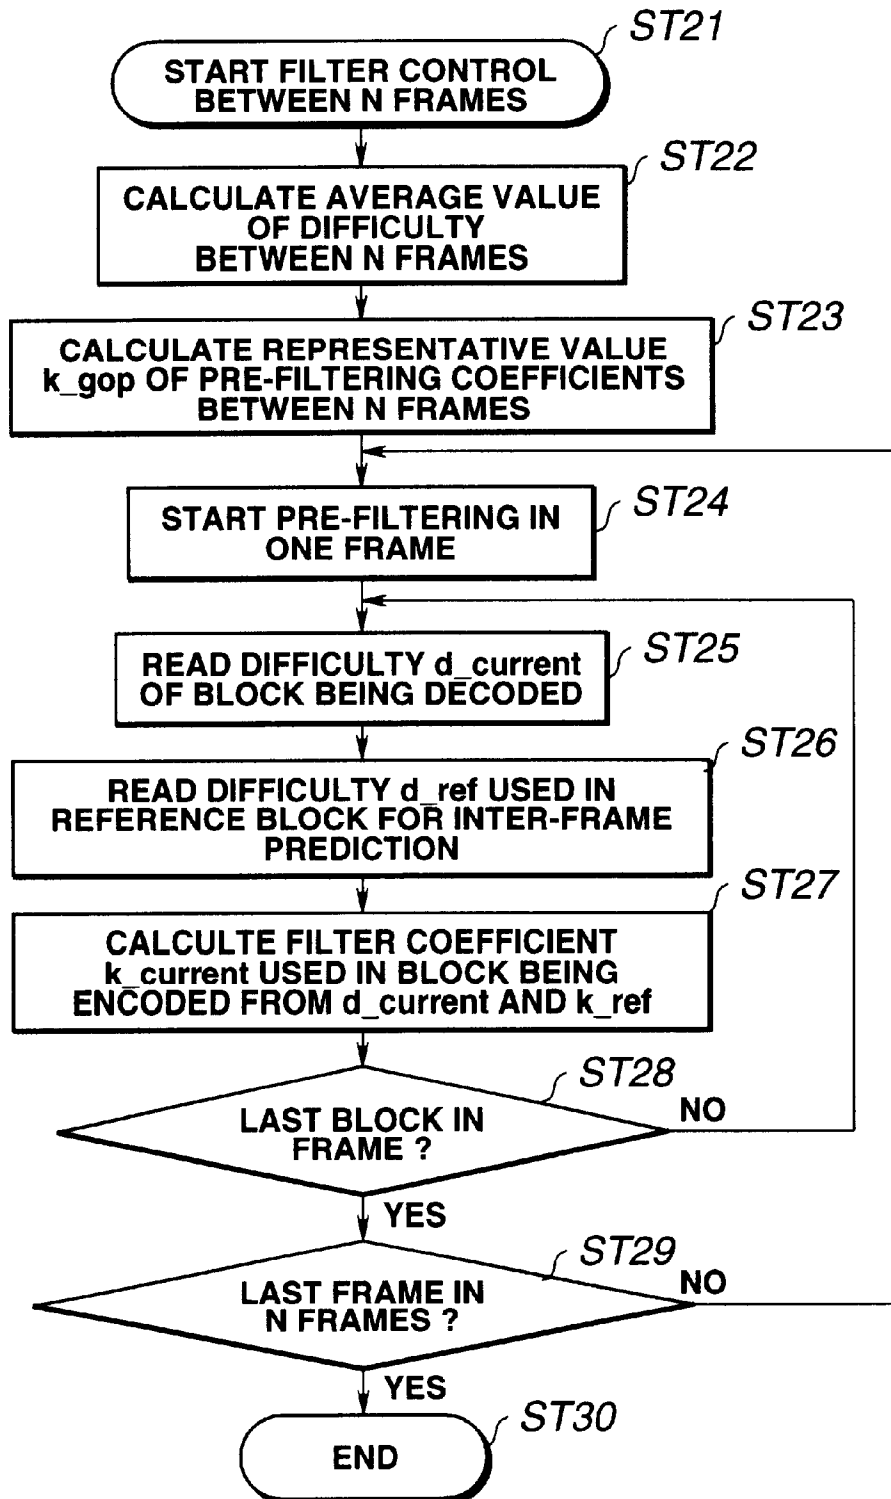 ST21
START FILTER CONTROL
BETWEEN N FRAMES
ST22
CALCULATE AVERAGE VALUE
OF DIFFICULTY
BETWEEN N FRAMES
ST23
CALCULATE REPRESENTATIVE VALUE
k_gop OF PRE-FILTERING COEFFICIENTS
BETWEEN N FRAMES
ST24
START PRE-FILTERING IN
ONE FRAME
ST25
READ DIFFICULTY d_current
OF BLOCK BEING DECODED
ST26
READ DIFFICULTY d_ref USED IN
REFERENCE BLOCK FOR INTER-FRAME
PREDICTION
ST27
CALCULTE FILTER COEFFICIENT
k_current USED IN BLOCK BEING
ENCODED FROM d_current AND k_ref
ST28
LAST BLOCK IN
FRAME ?
NO
YES
ST29
LAST FRAME IN
N FRAMES ?
NO
YES
ST30
END